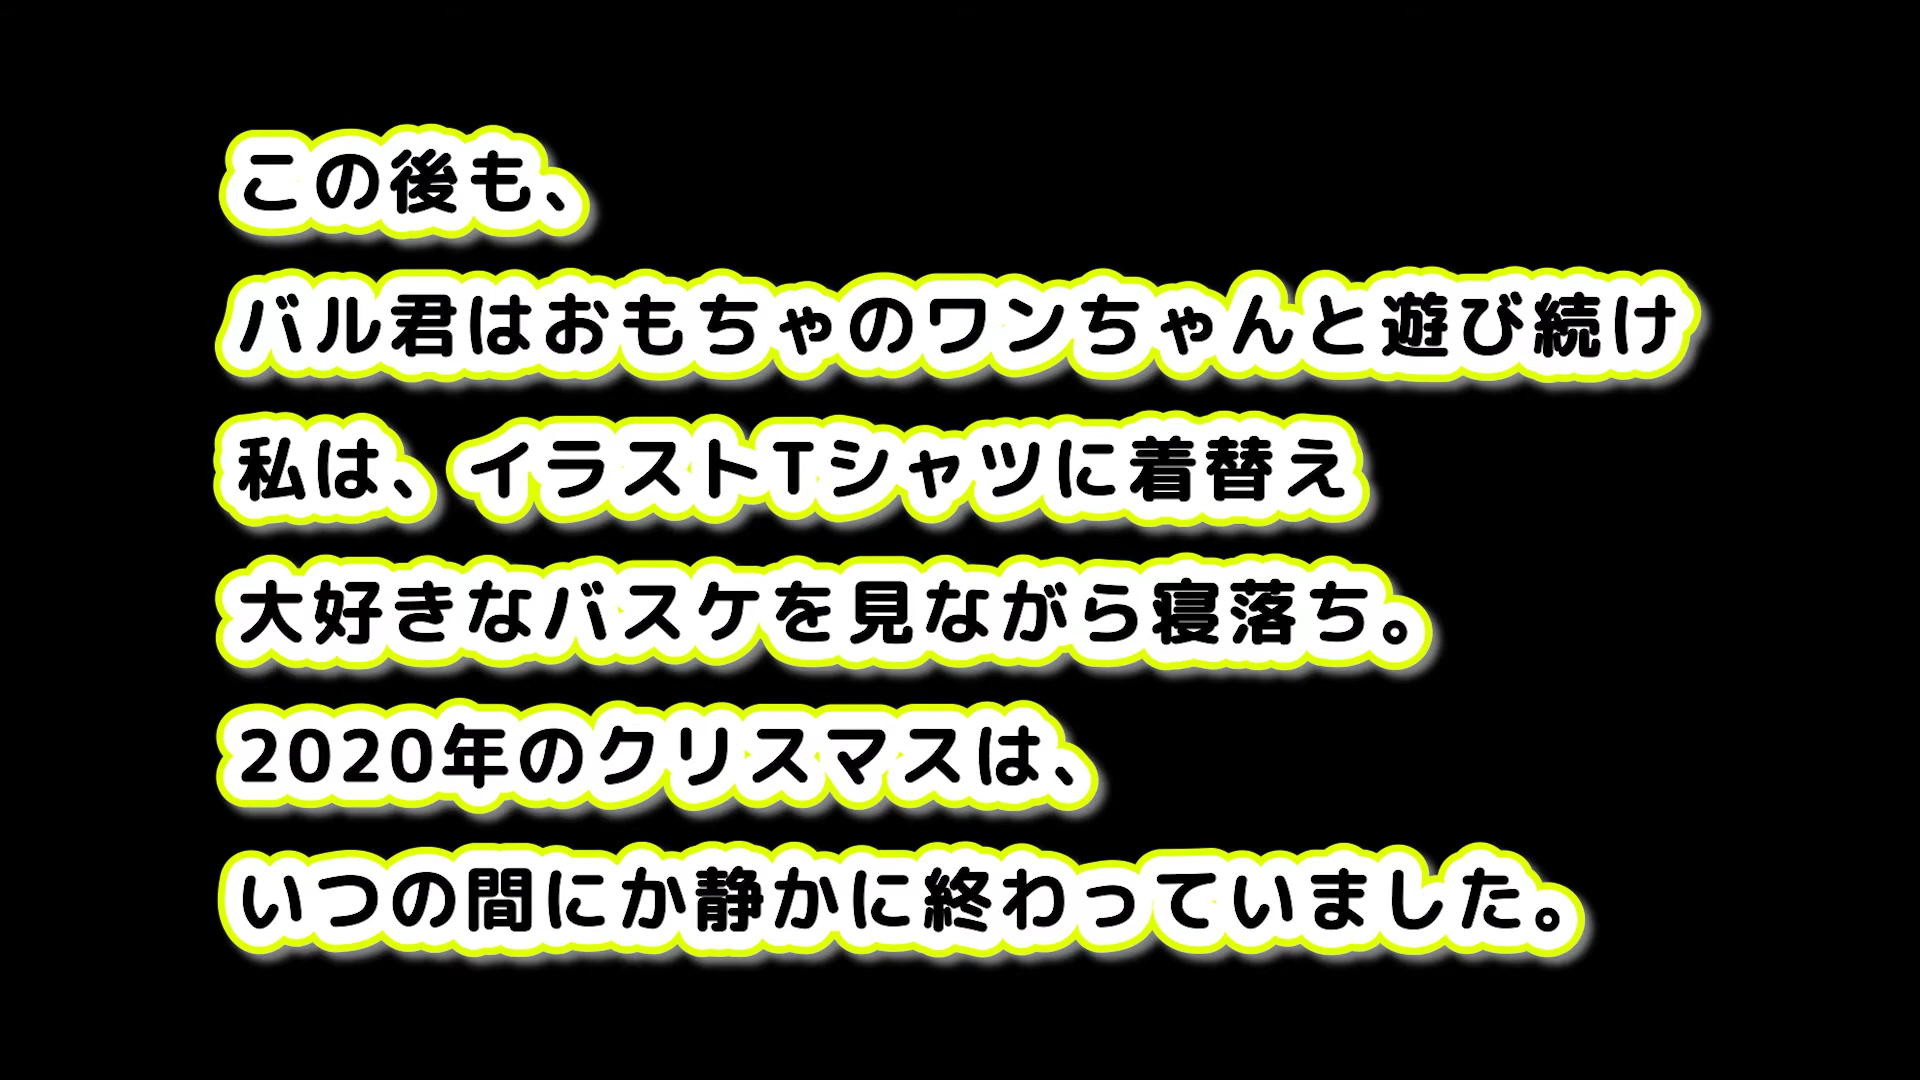 この後も、
バル君はおもちゃのワンちゃんと遊び続け
私は、イラストTシャツに着替え
大好きなバスケを見ながら寝落ち。
2020年のクリスマスは、
いつの間にか静かに終わっていました。